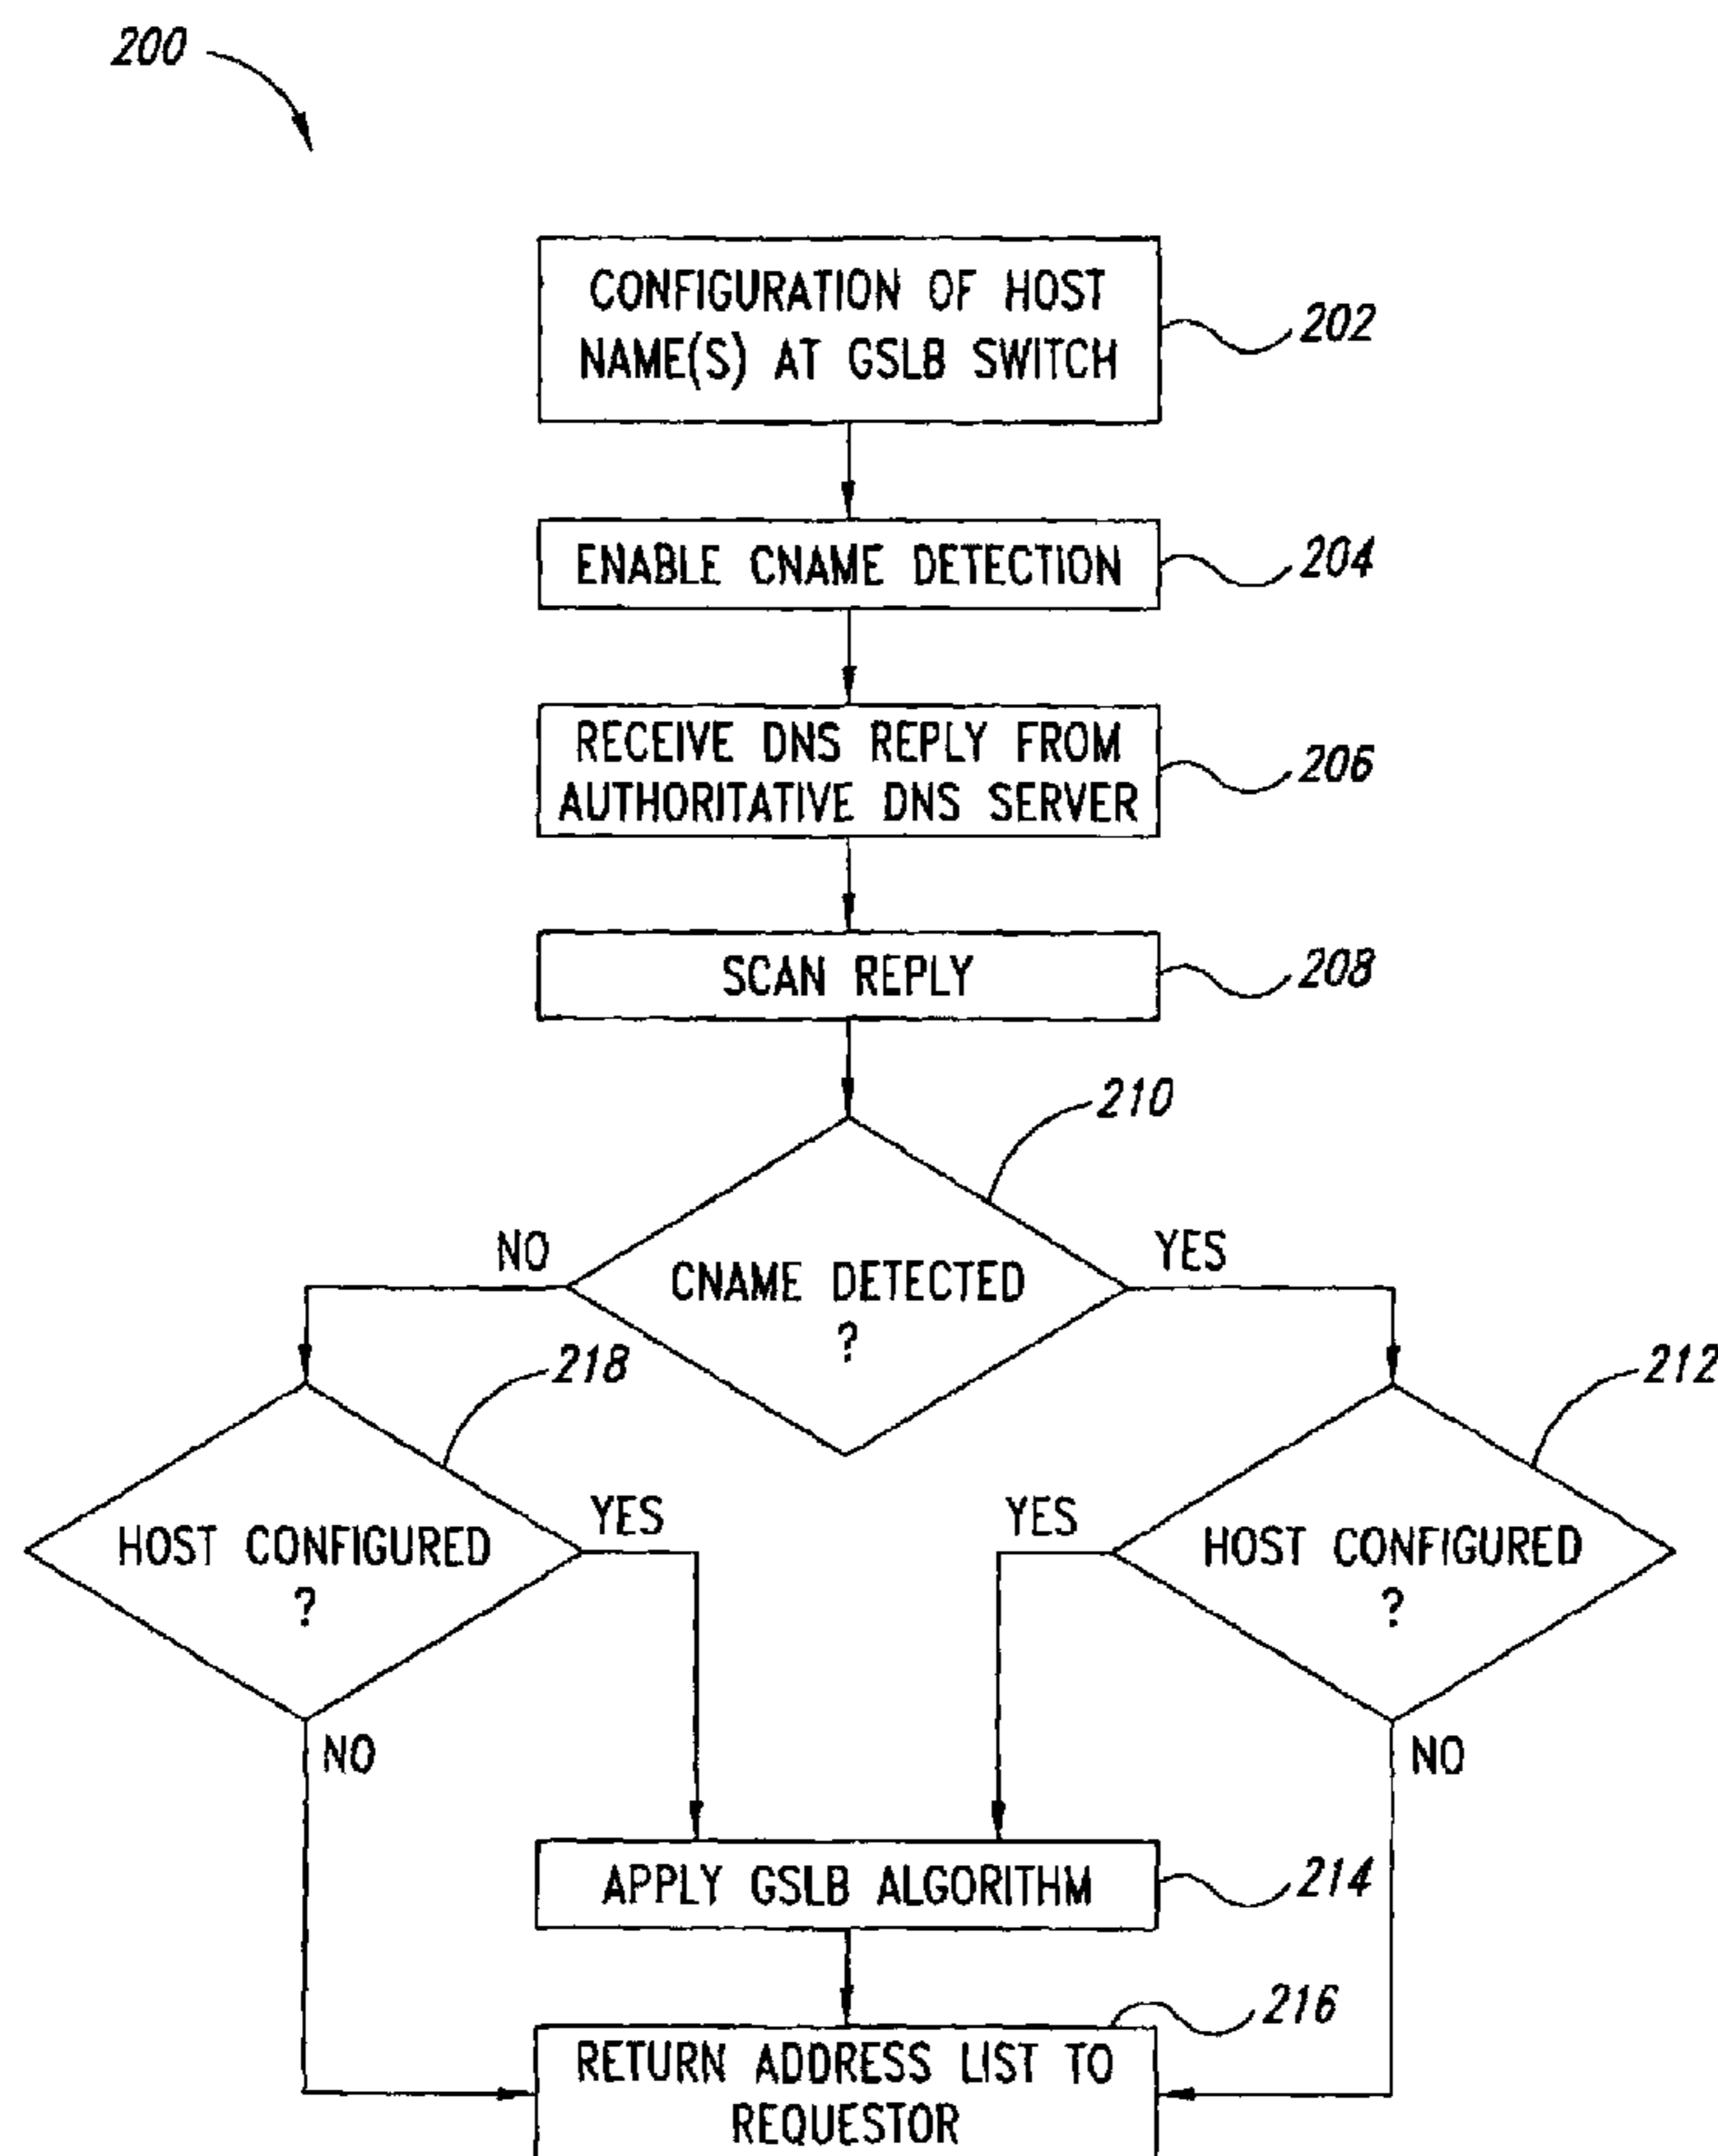 200
CONFIGURATION OF HOST
NAME(S) AT GSLB SWITCH
202
ENABLE CNAME DETECTION
204
RECEIVE DNS REPLY FROM
AUTHORITATIVE DNS SERVER
206
SCAN REPLY
208
210
NO
CNAME DETECTED
?
YES
218
212
HOST CONFIGURED
?
YES
YES
HOST CONFIGURED
?
NO
NO
APPLY GSLB ALGORITHM
214
216
RETURN ADDRESS LIST TO
REQUESTOR